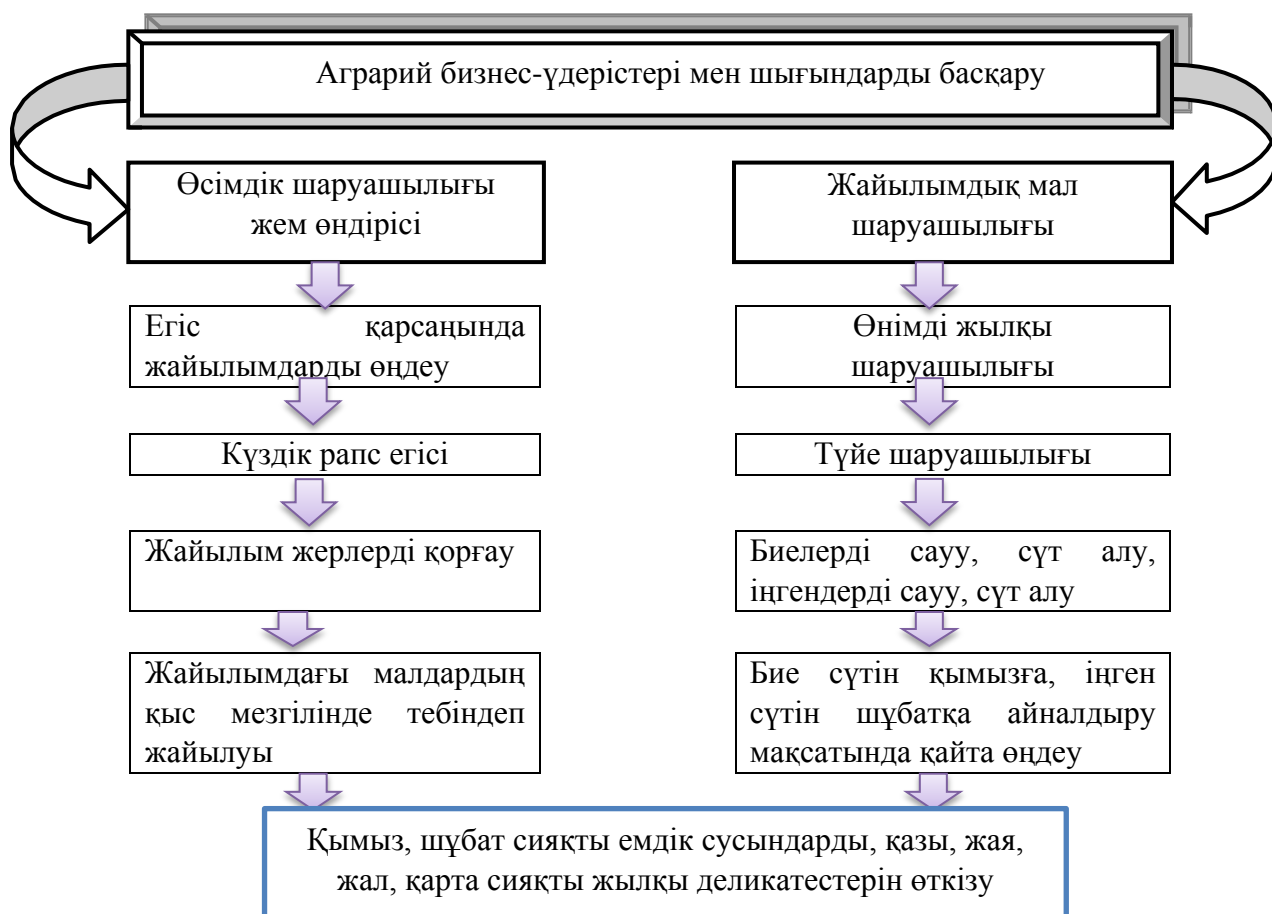 Аграрий бизнес-үдерістері мен шығындарды басқару
Өсімдік шаруашылығы
жем өндірісі
Егіс қарсаңында
жайылымдарды өңдеу
Күздік рапс егісі
Жайылым жерлерді қорғау
Жайылымдағы малдардың
қыс мезгілінде тебіндеп
жайылуы
Жайылымдық мал
шаруашылығы
Өнімді жылқы
шаруашылығы
Түйе шаруашылығы
Биелерді сауу, сүт алу,
іңгендерді сауу, сүт алу
Бие сүтін қымызға, іңген
сүтін шұбатқа айналдыру
мақсатында қайта өңдеу
Қымыз, шұбат сияқты емдік сусындарды, қазы, жая,
жал, қарта сияқты жылқы деликатестерін өткізу